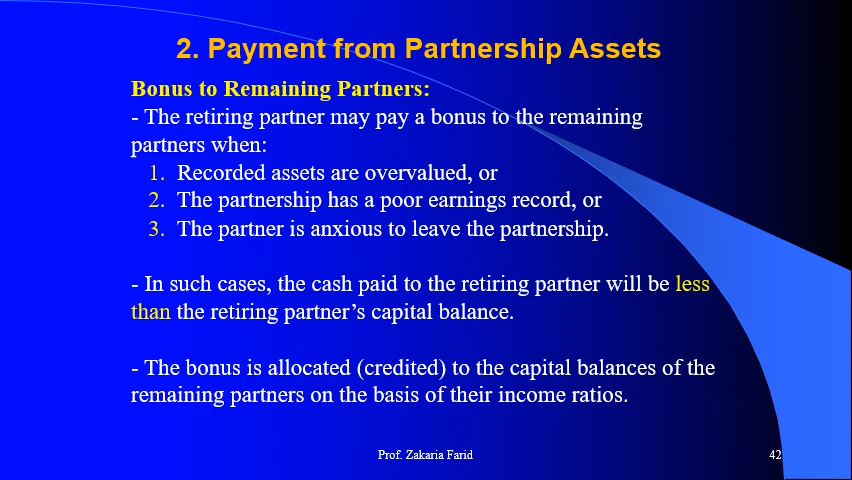 2. Payment from Partnership Assets
Bonus to Remaining Partners:
- The retiring partner may pay a bonus to the remaining
partners when:
1. Recorded assets are overvalued, or
2. The partnership has a poor earnings record, or
3. The partner is anxious to leave the partnership.
- In such cases, the cash paid to the retiring partner will be less
than the retiring partner’s capital balance.
- The bonus is allocated (credited) to the capital balances of the
remaining partners on the basis of their income ratios.
Prof. Zakaria Farid
42